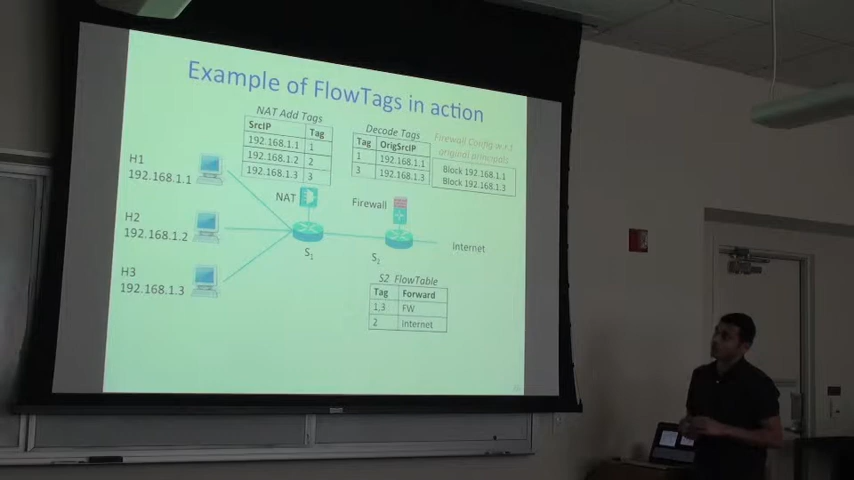 Example of FlowTags in action
NAT Add Tags
SrcIP Tag
192.168.1.1 1
192.168.1.2 2
192.168.1.3 3
Decode Tags
Tag OrigSrcIP
1 192.168.1.1
3 192.168.1.3
Firewall Config w.r.t
original principals
Block 192.168.1.1
Block 192.168.1.3
H1
192.168.1.1
NAT
Firewall
H2
192.168.1.2
S1
S2
Internet
H3
192.168.1.3
S2 FlowTable
Tag Forward
1,3 FW
2 Internet